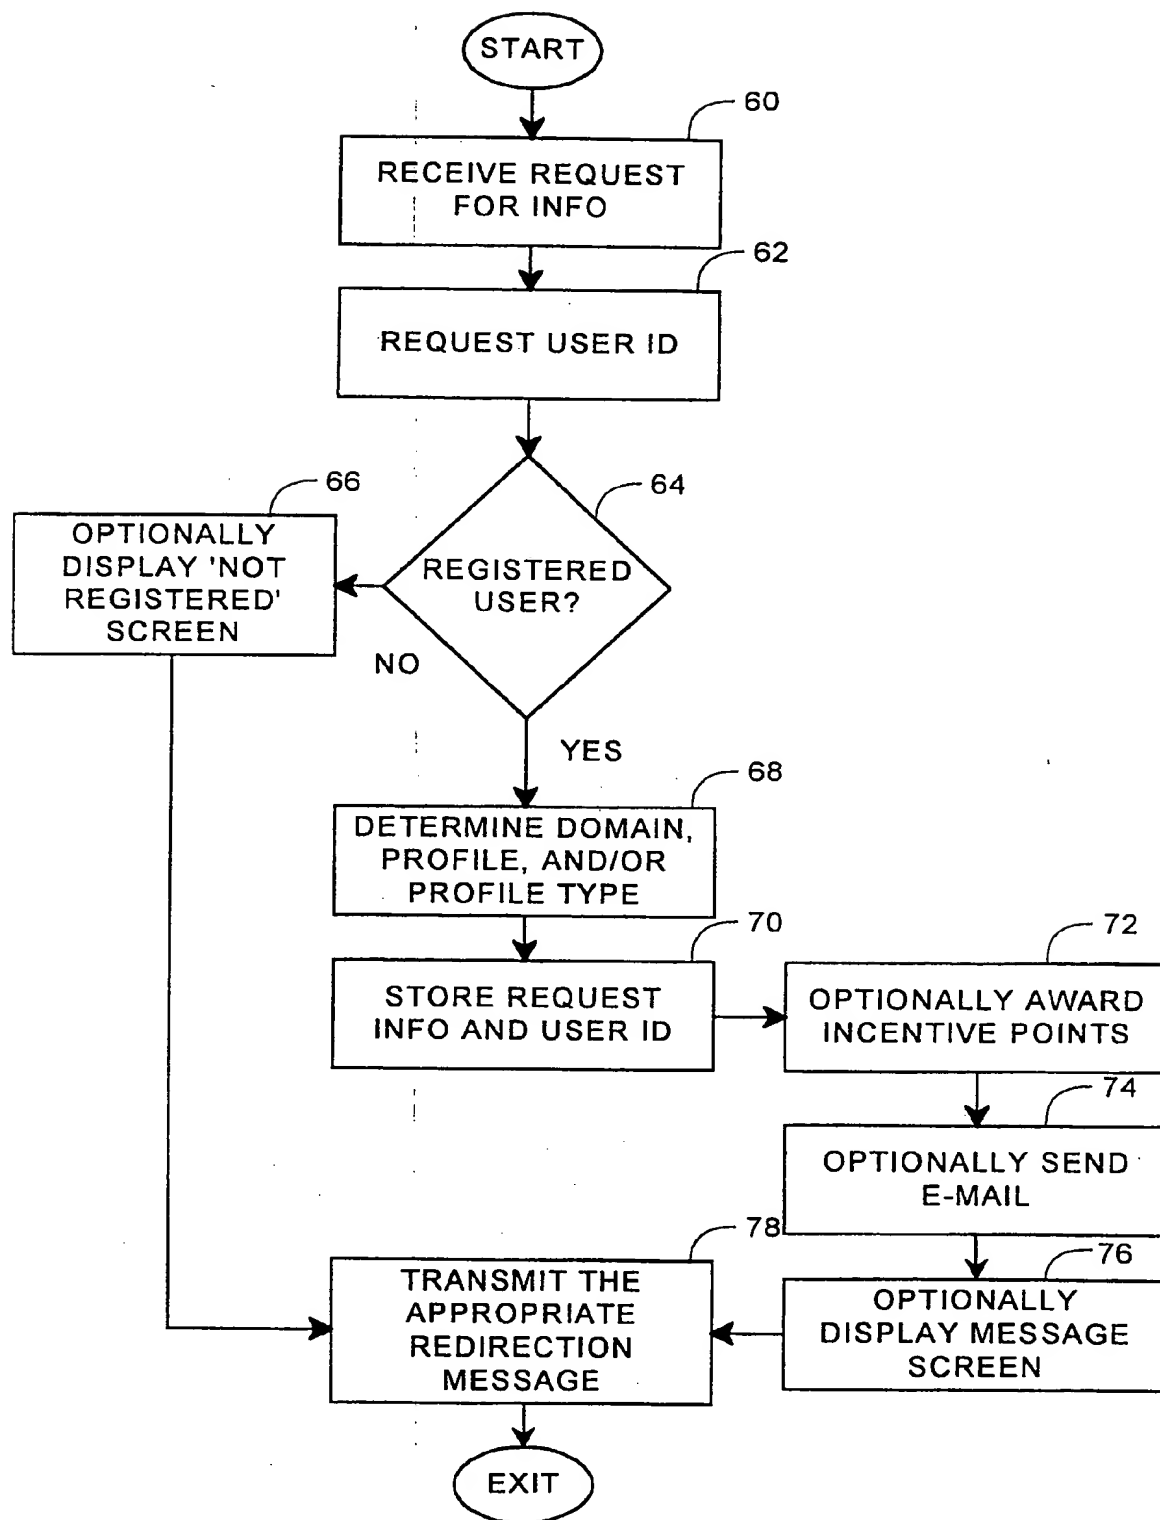 START
60
RECEIVE REQUEST
FOR INFO
62
REQUEST USER ID
64
REGISTERED
USER?
66
OPTIONALLY
DISPLAY 'NOT
REGISTERED'
SCREEN
NO
YES
68
DETERMINE DOMAIN,
PROFILE, AND/OR
PROFILE TYPE
70
STORE REQUEST
INFO AND USER ID
72
OPTIONALLY AWARD
INCENTIVE POINTS
74
OPTIONALLY SEND
E-MAIL
76
OPTIONALLY
DISPLAY MESSAGE
SCREEN
78
TRANSMIT THE
APPROPRIATE
REDIRECTION
MESSAGE
EXIT